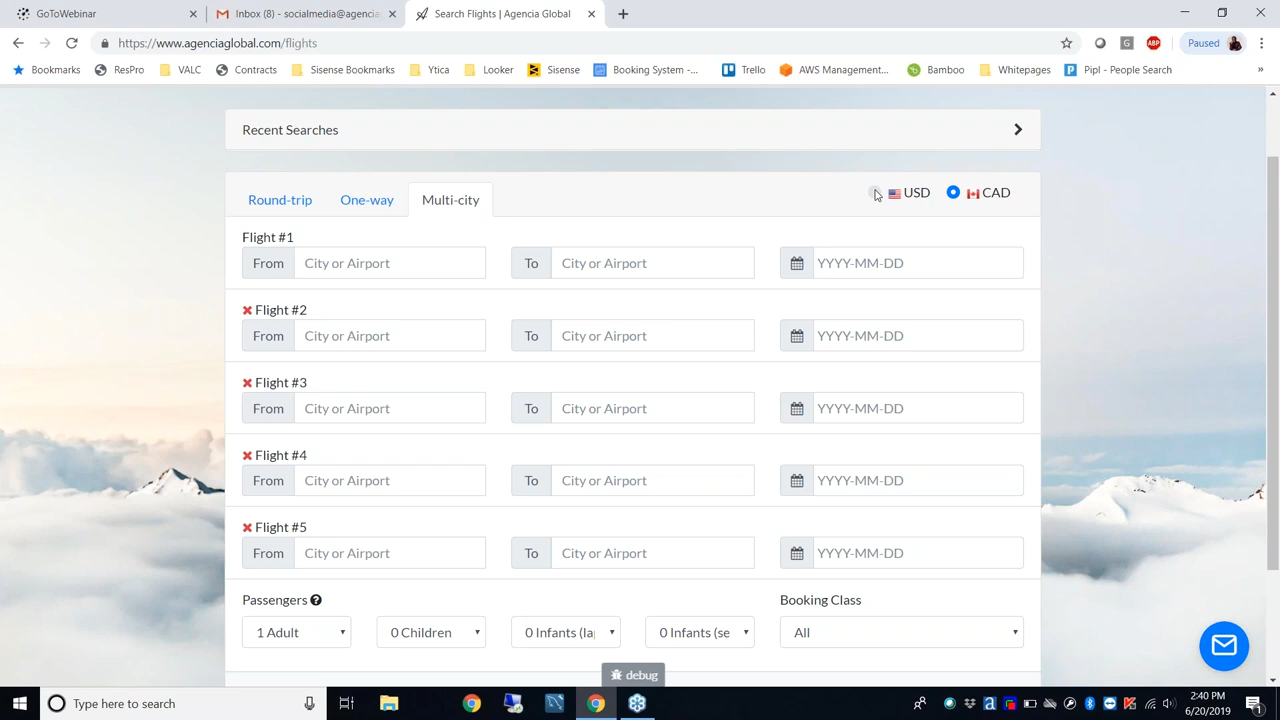 GoToWebinar
Inbox (8) - socialmedia@agencia
Search Flights | Agencia Global
https://www.agenciaglobal.com/flights
G
ABP
Paused
Bookmarks
ResPro
VALC
Contracts
Sisense Bookmarks
Ytica
Looker
Sisense
Booking System -...
Trello
AWS Management...
Bamboo
Whitepages
Pipl - People Search
»
Recent Searches
Round-trip
One-way
Multi-city
USD
CAD
Flight #1
From City or Airport To City or Airport YYYY-MM-DD
Flight #2
From City or Airport To City or Airport YYYY-MM-DD
Flight #3
From City or Airport To City or Airport YYYY-MM-DD
Flight #4
From City or Airport To City or Airport YYYY-MM-DD
Flight #5
From City or Airport To City or Airport YYYY-MM-DD
Passengers
Booking Class
1 Adult
0 Children
0 Infants (la
0 Infants (se
All
debug
Type here to search
2:40 PM
6/20/2019